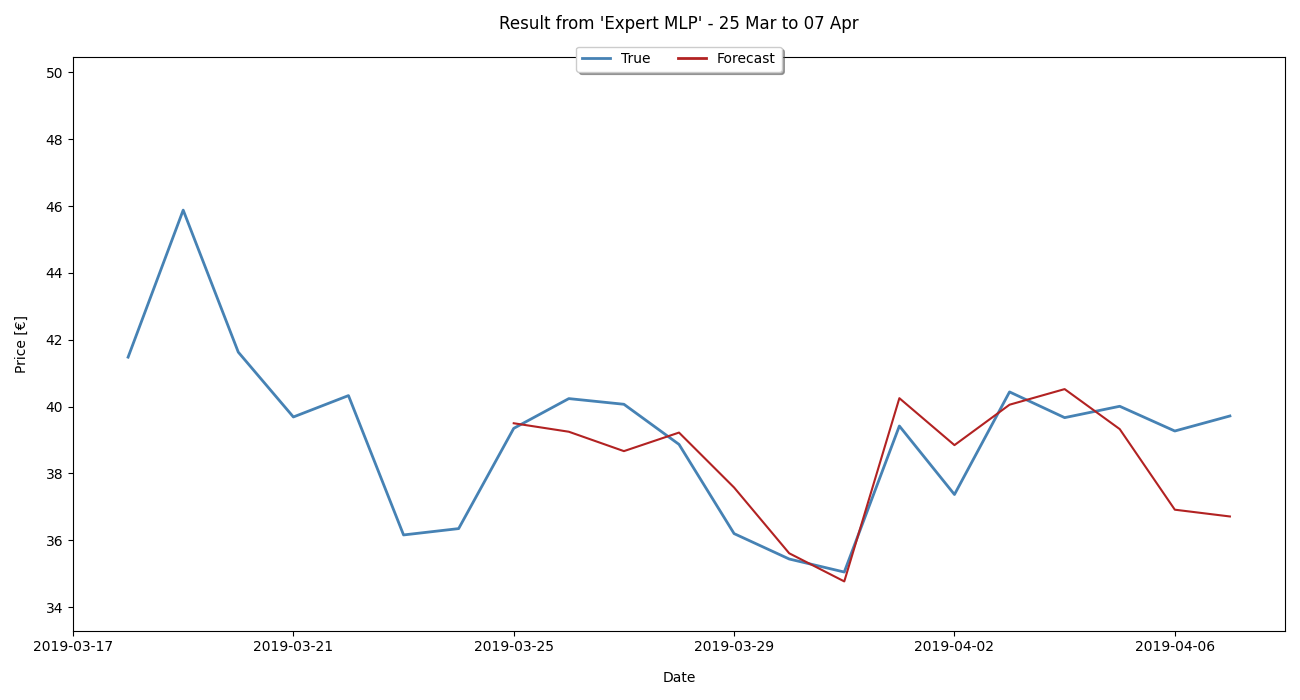 Result from 'Expert MLP' - 25 Mar to 07 Apr
True Forecast
50
48
46
44
42
40
38
36
34
Price [€]
2019-03-17 2019-03-21 2019-03-25 2019-03-29 2019-04-02 2019-04-06
Date